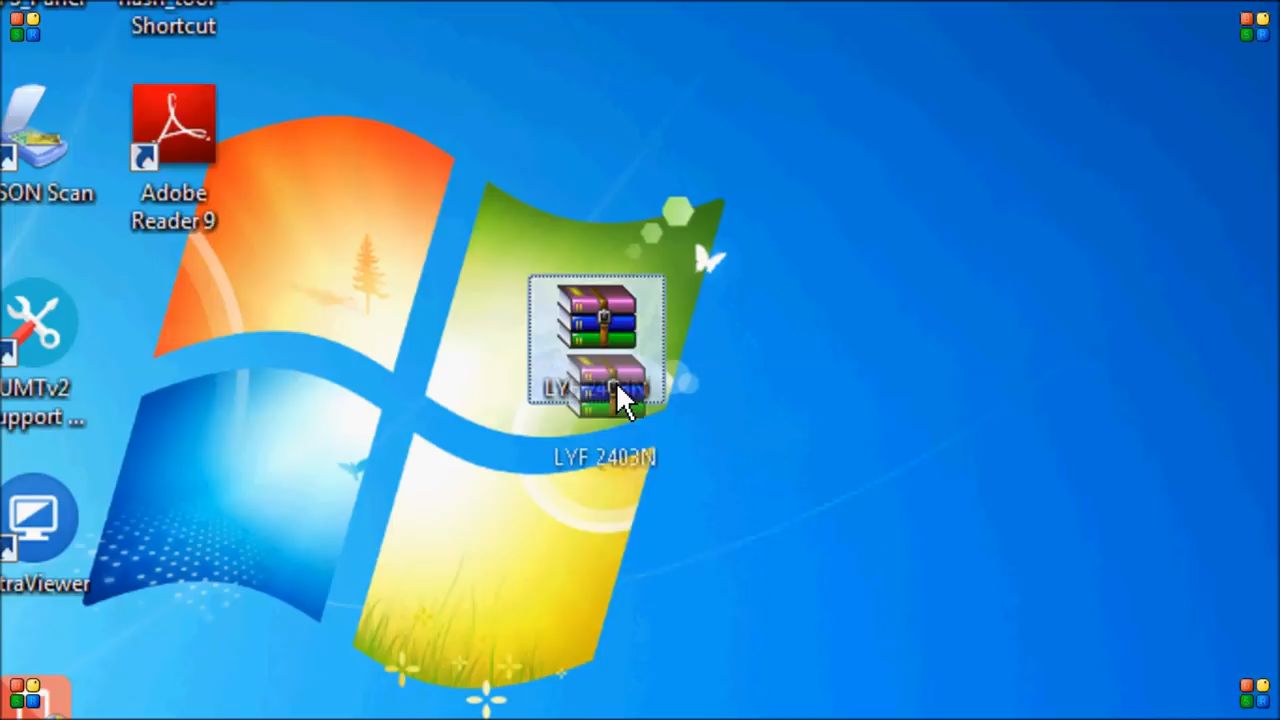 Shortcut
SON Scan
Adobe
Reader 9
UMTv2
upport ...
LYF 2403N
traViewer